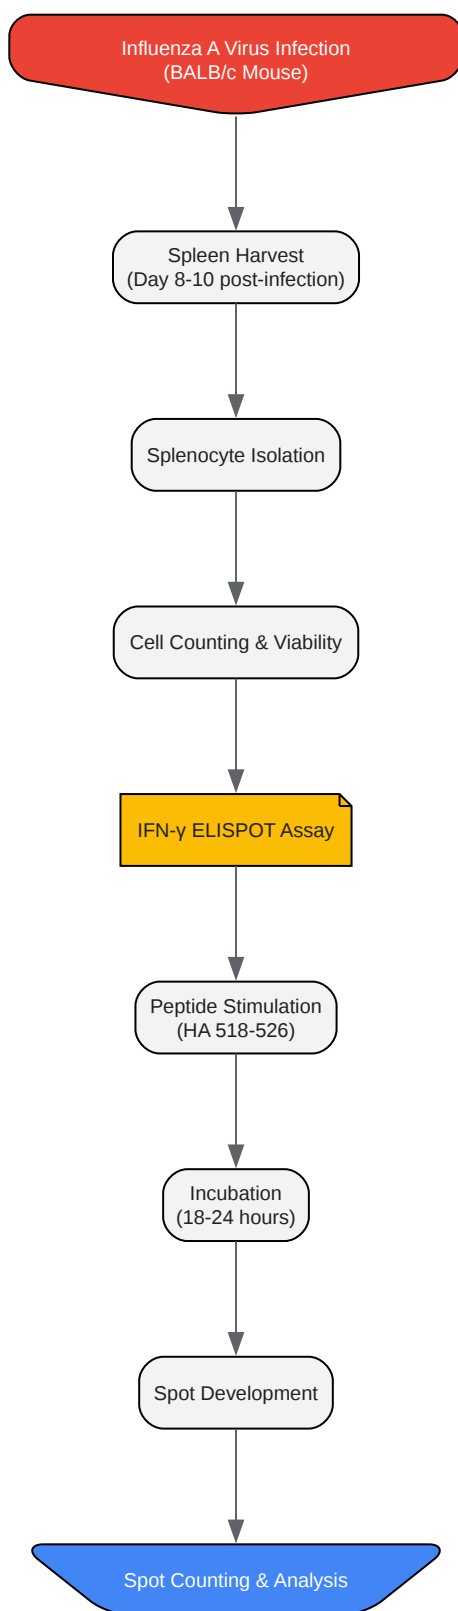 Influenza A Virus Infection
(BALB/c Mouse)
Spleen Harvest
(Day 8-10 post-infection)
Splenocyte Isolation
Cell Counting & Viability
IFN-γ ELISPOT Assay
Peptide Stimulation
(HA 518-526)
Incubation
(18-24 hours)
Spot Development
Spot Counting & Analysis